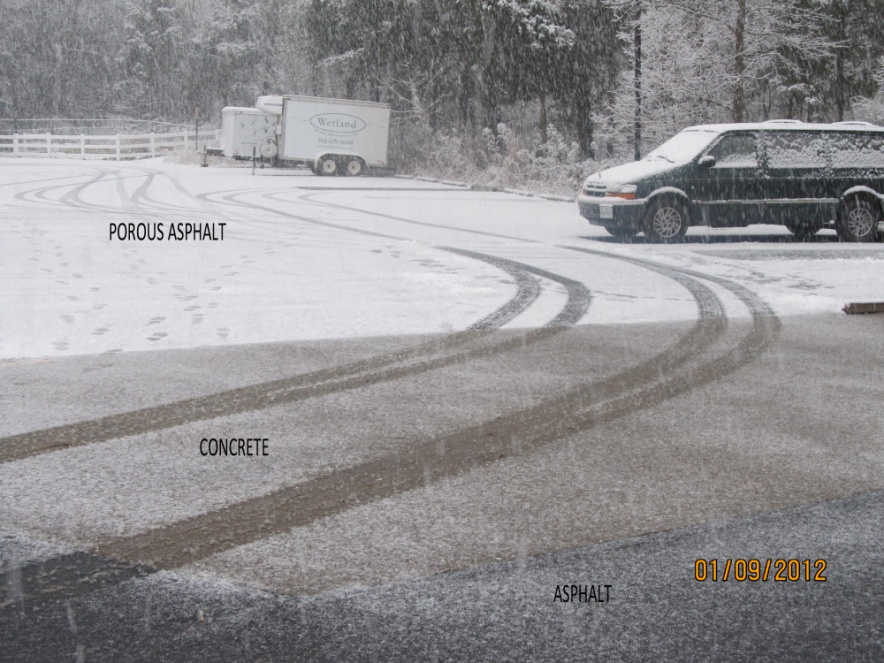 Wetland
POROUS ASPHALT
CONCRETE
01/09/2012
ASPHALT